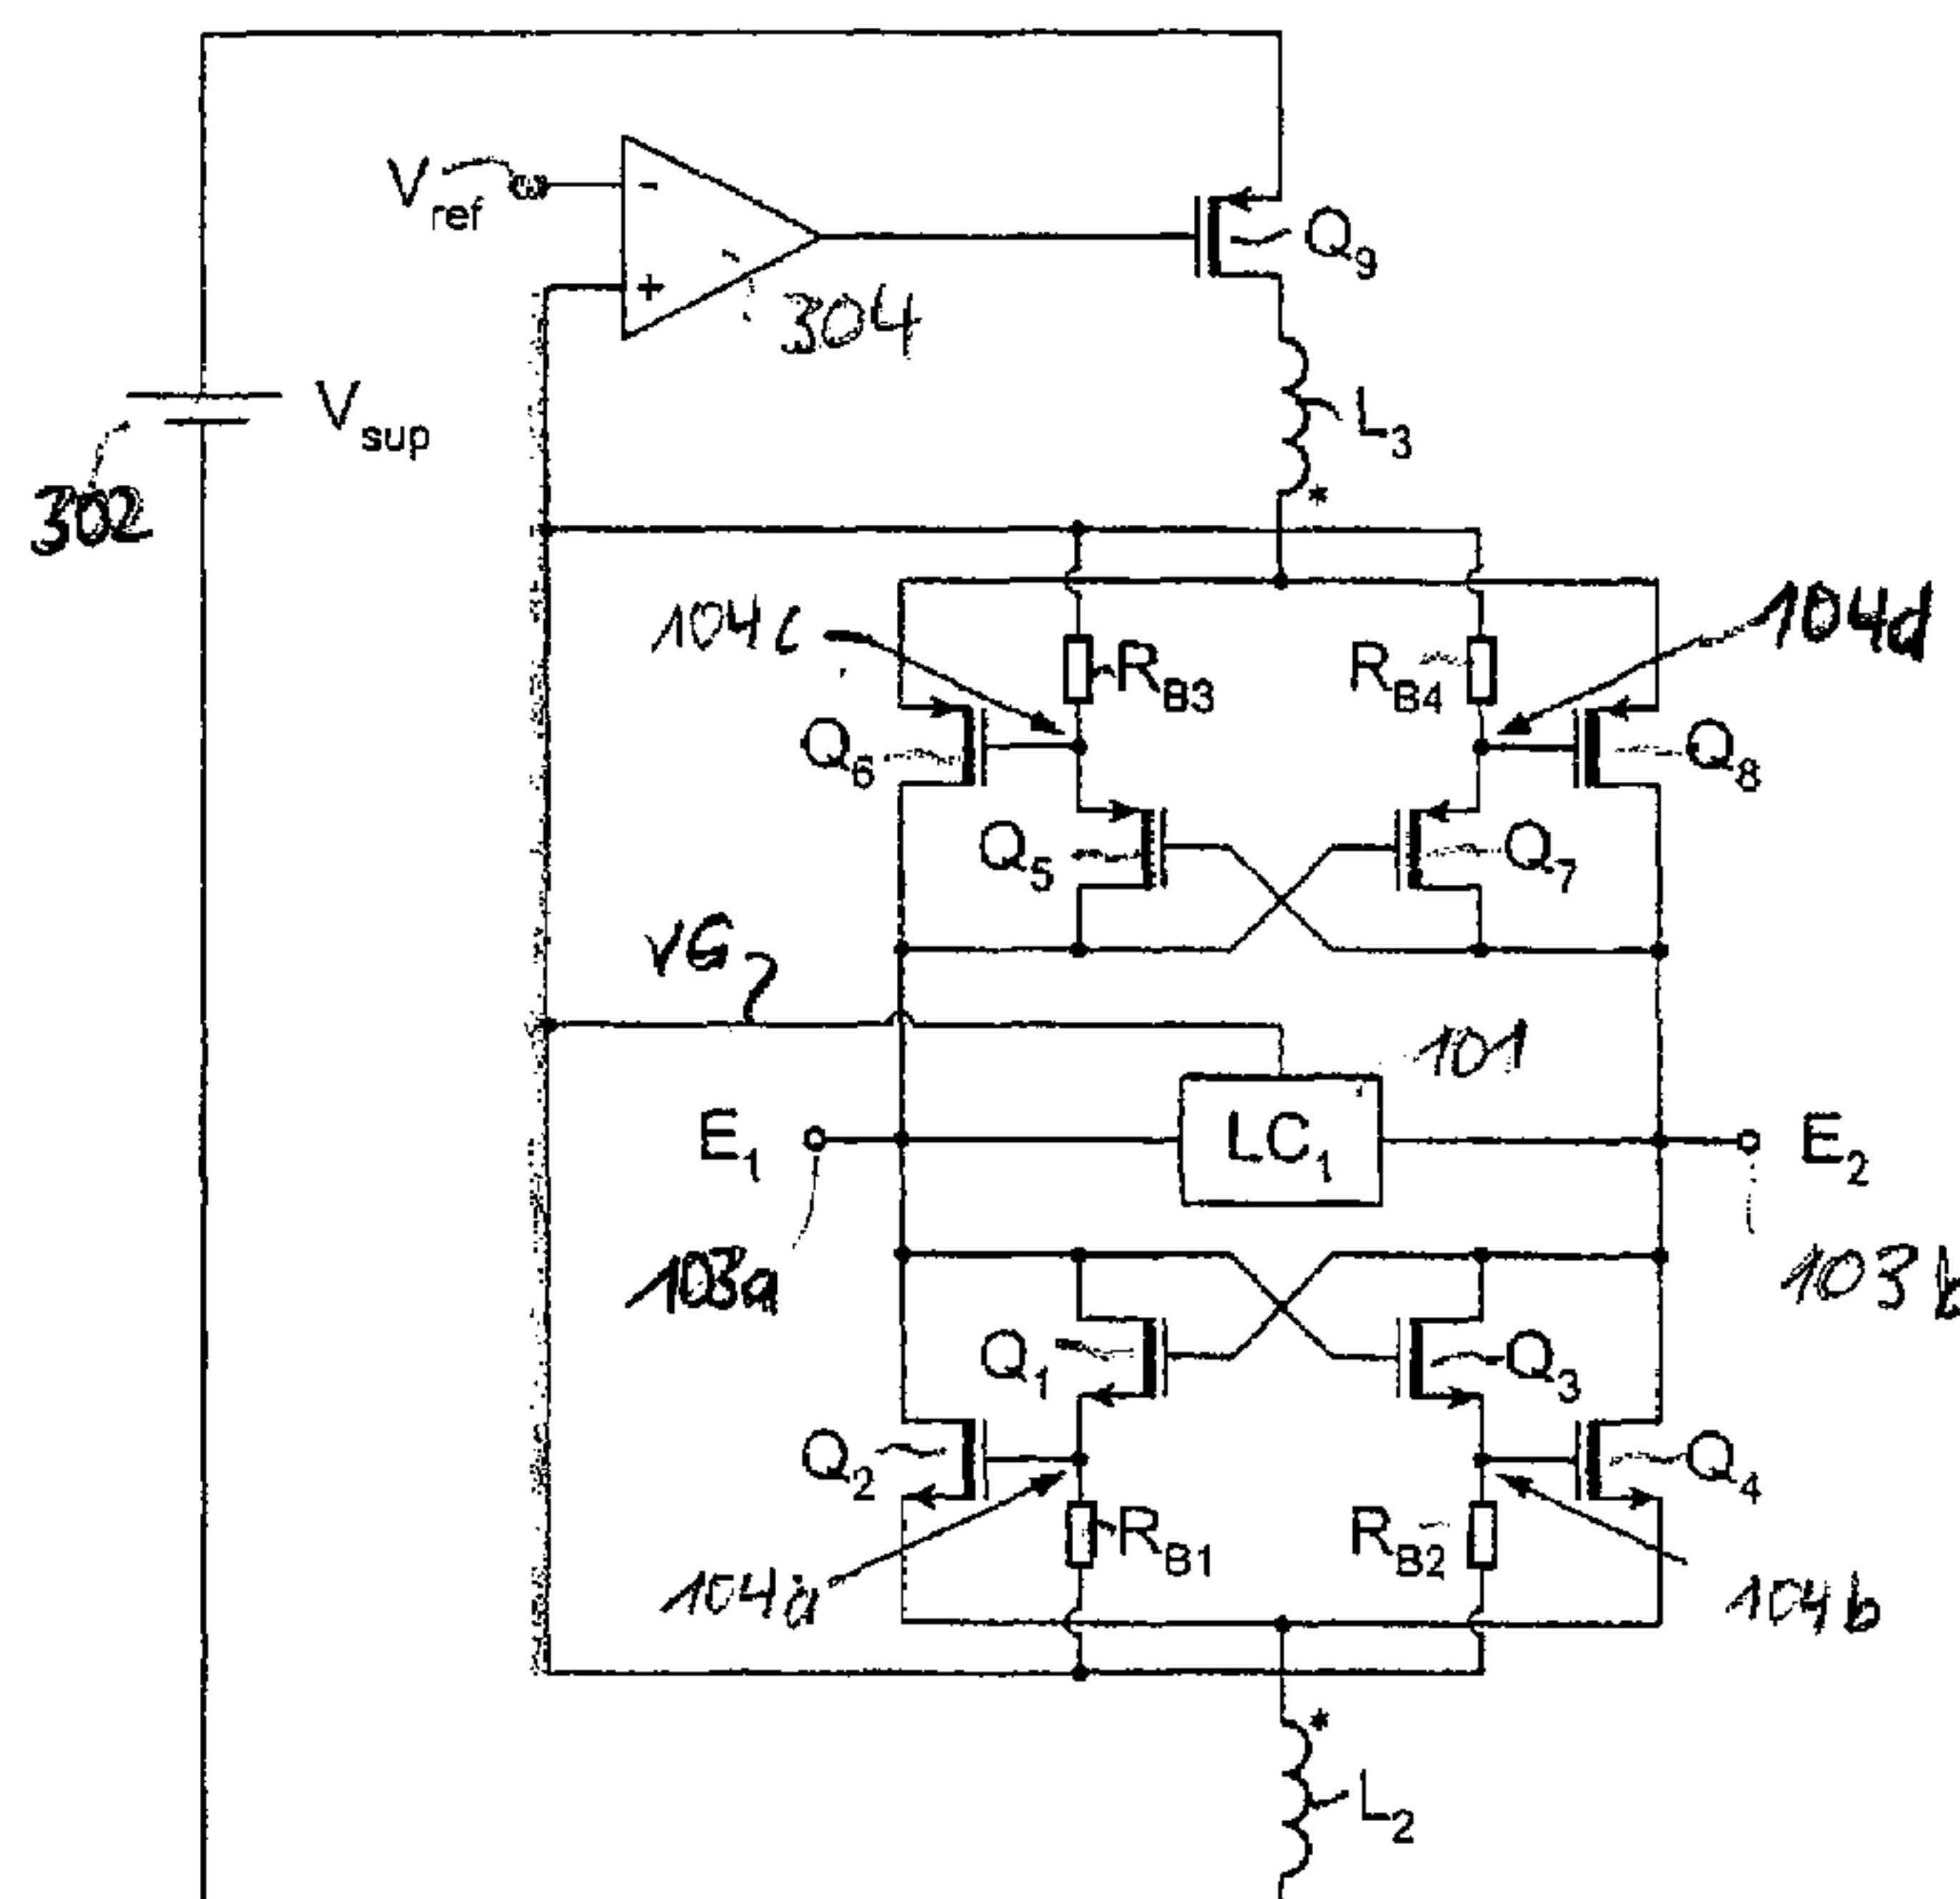 V_ref
-
+
304
Q_9
V_sup
302
L_3
*
104c
R_B3
R_B4
104d
Q_6
Q_8
Q_5
Q_7
VG
101
E_1
LC_1
E_2
103a
103b
Q_1
Q_3
Q_2
Q_4
R_B1
R_B2
104a
104b
*
L_2